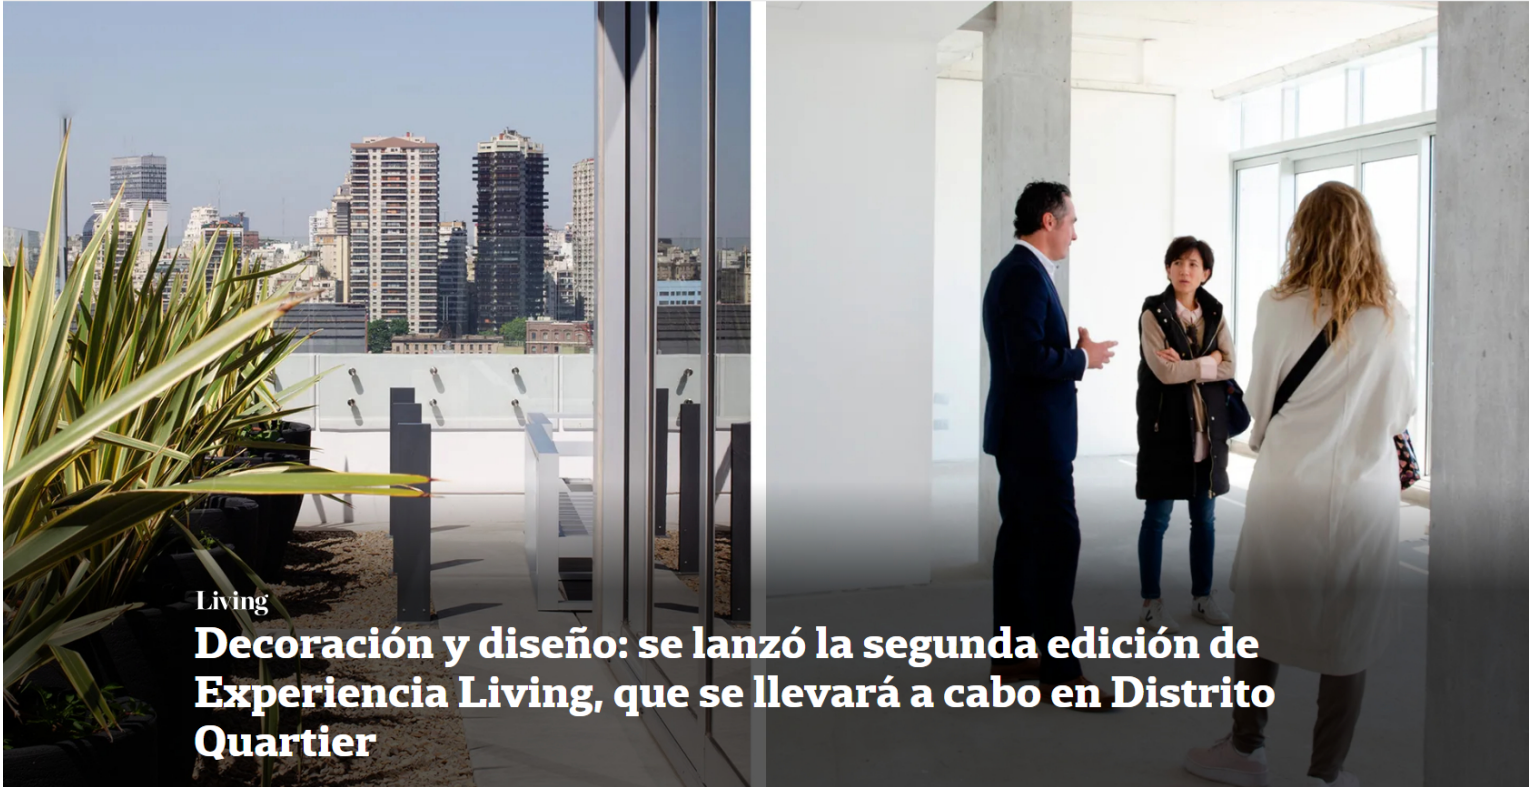 Living
Decoración y diseño: se lanzó la segunda edición de
Experiencia Living, que se llevará a cabo en Distrito
Quartier